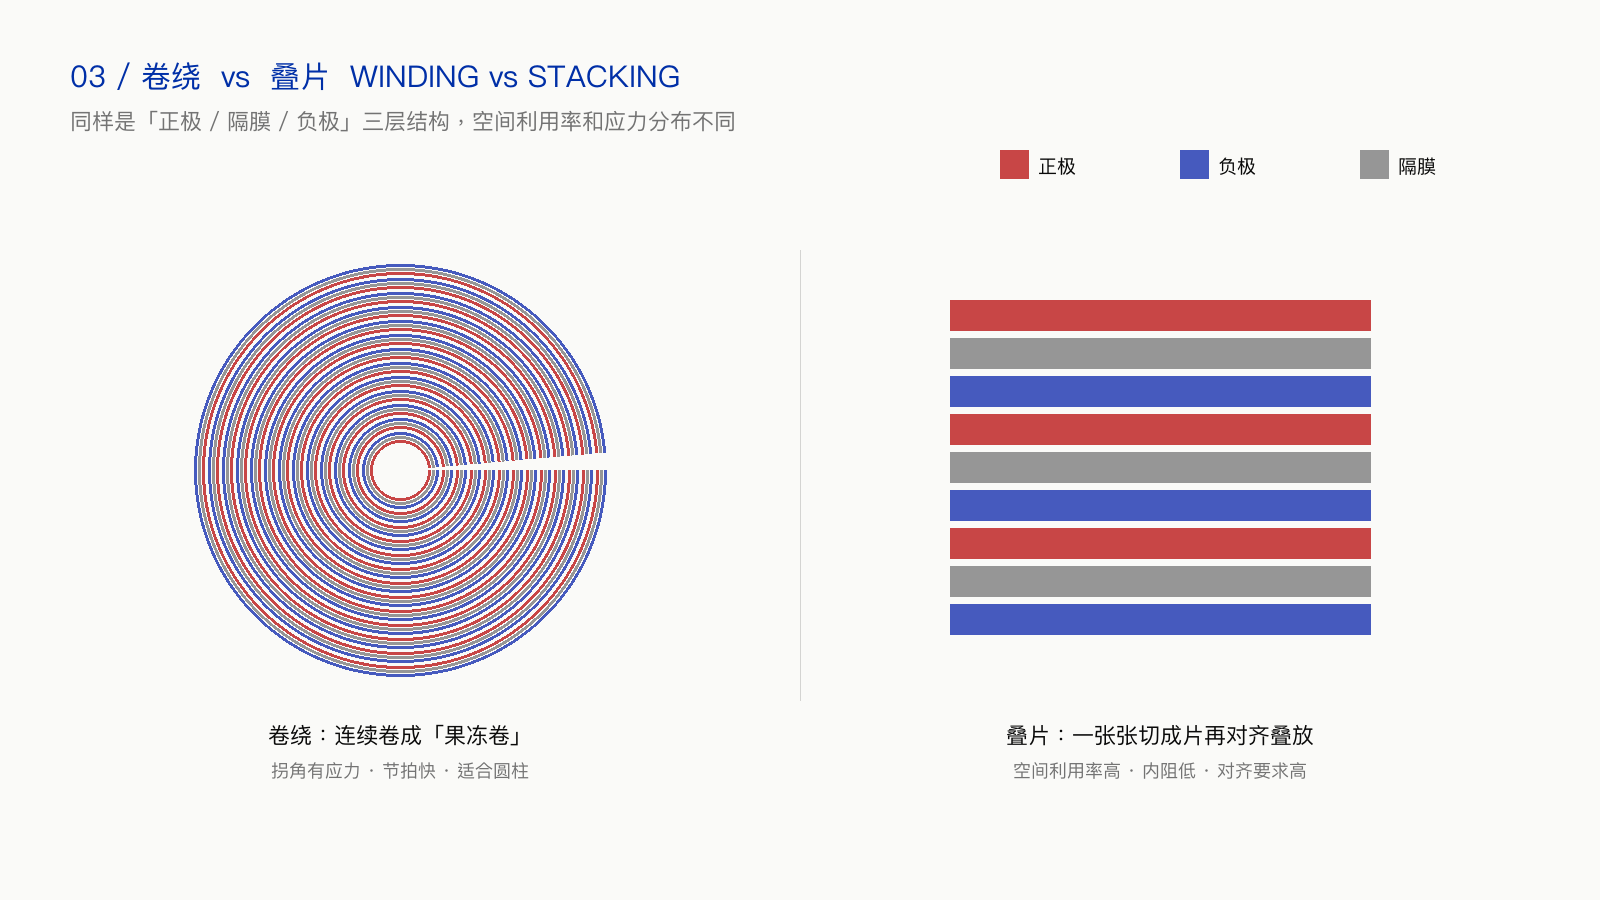 03 / 卷绕 vs 叠片 WINDING vs STACKING
同样是「正极 / 隔膜 / 负极」三层结构，空间利用率和应力分布不同
正极 负极 隔膜
卷绕：连续卷成「果冻卷」
拐角有应力 · 节拍快 · 适合圆柱
叠片：一张张切成片再对齐叠放
空间利用率高 · 内阻低 · 对齐要求高